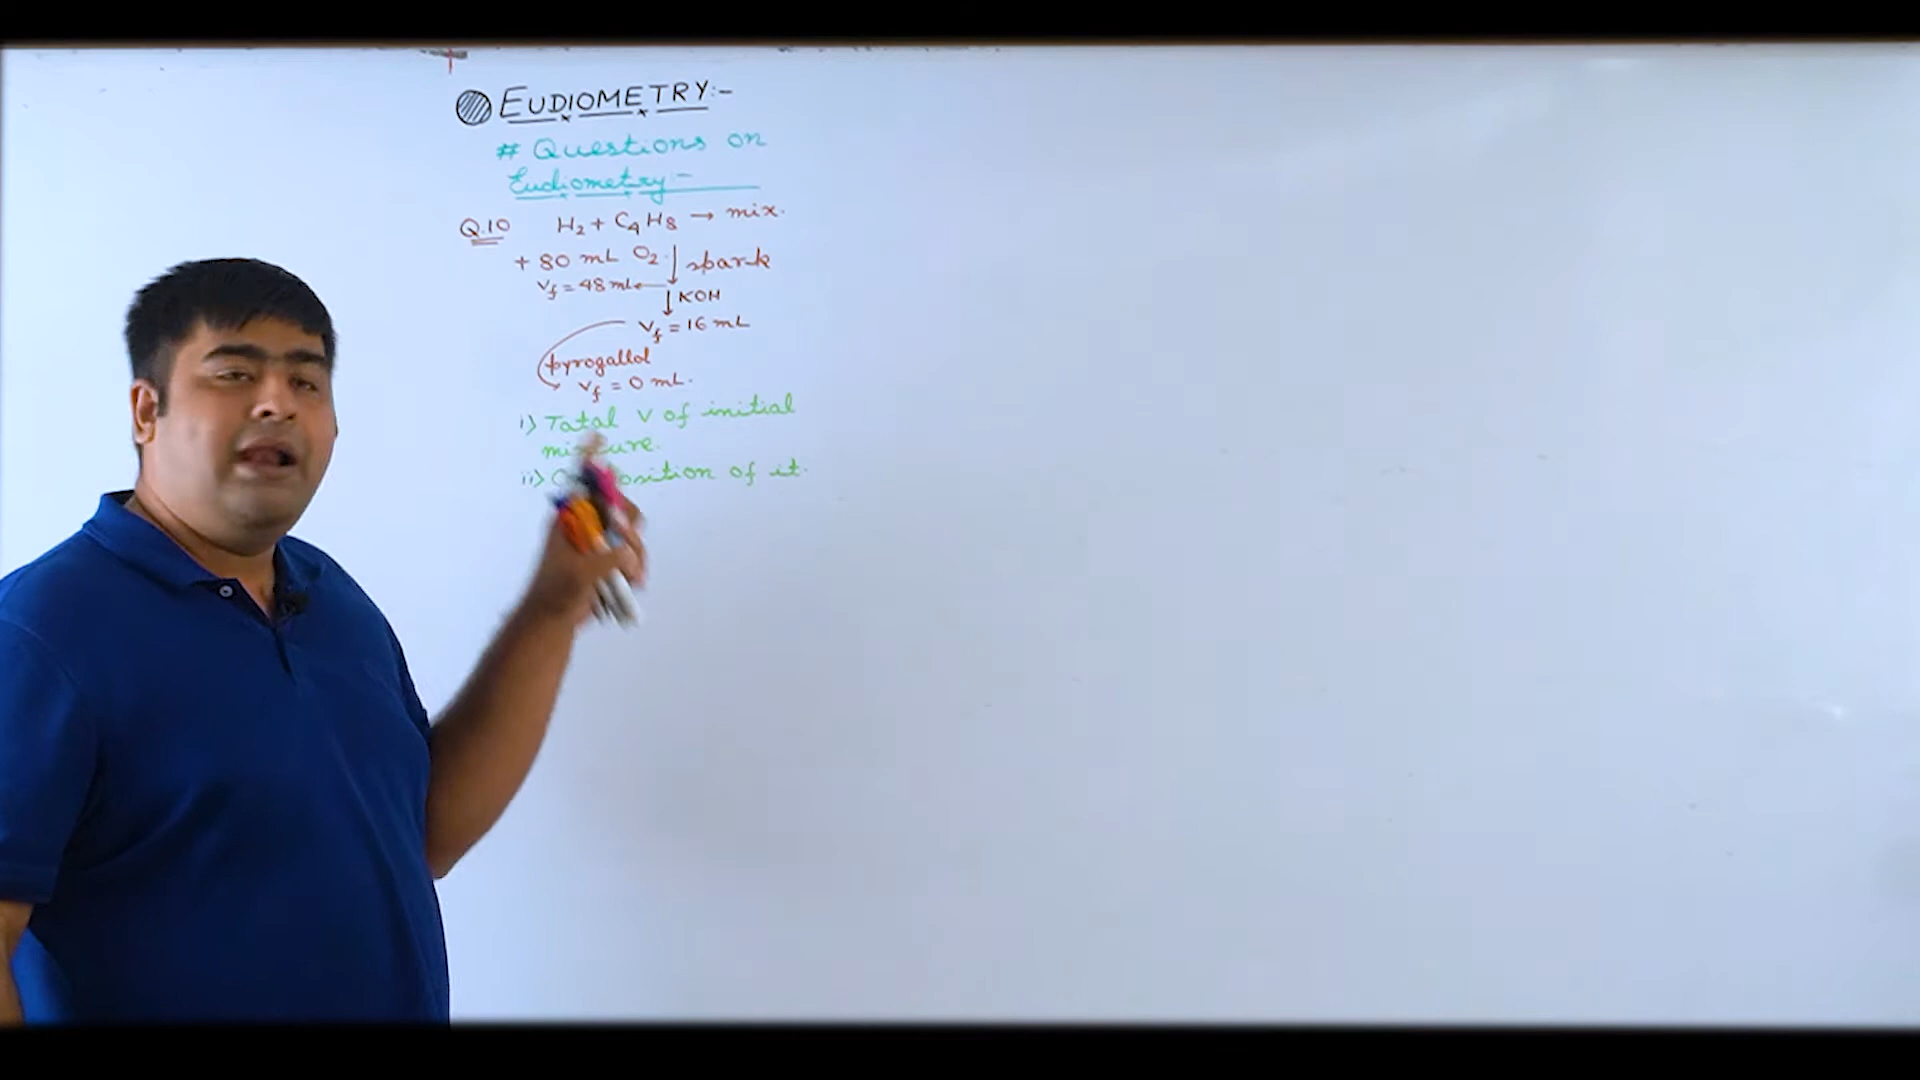 EUDIOMETRY:-
# Questions on
Eudiometry:-
Q.10 H₂ + C₄H₈ → mix.
+ 80 mL O₂. ↓ spark
V_f = 48 mL ←
↓ KOH
V_f = 16 mL
pyrogallol
V_f = 0 mL.
i) Total V of initial
mixture.
ii) of it.